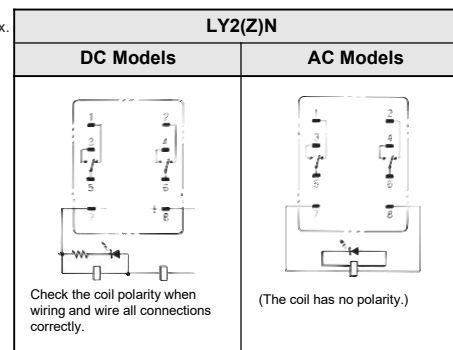 x.
LY2(Z)N
DC Models
AC Models
1 2
3 4
5 6
7 8
1 2
3 4
5 6
7 8
Check the coil polarity when
wiring and wire all connections
correctly.
(The coil has no polarity.)